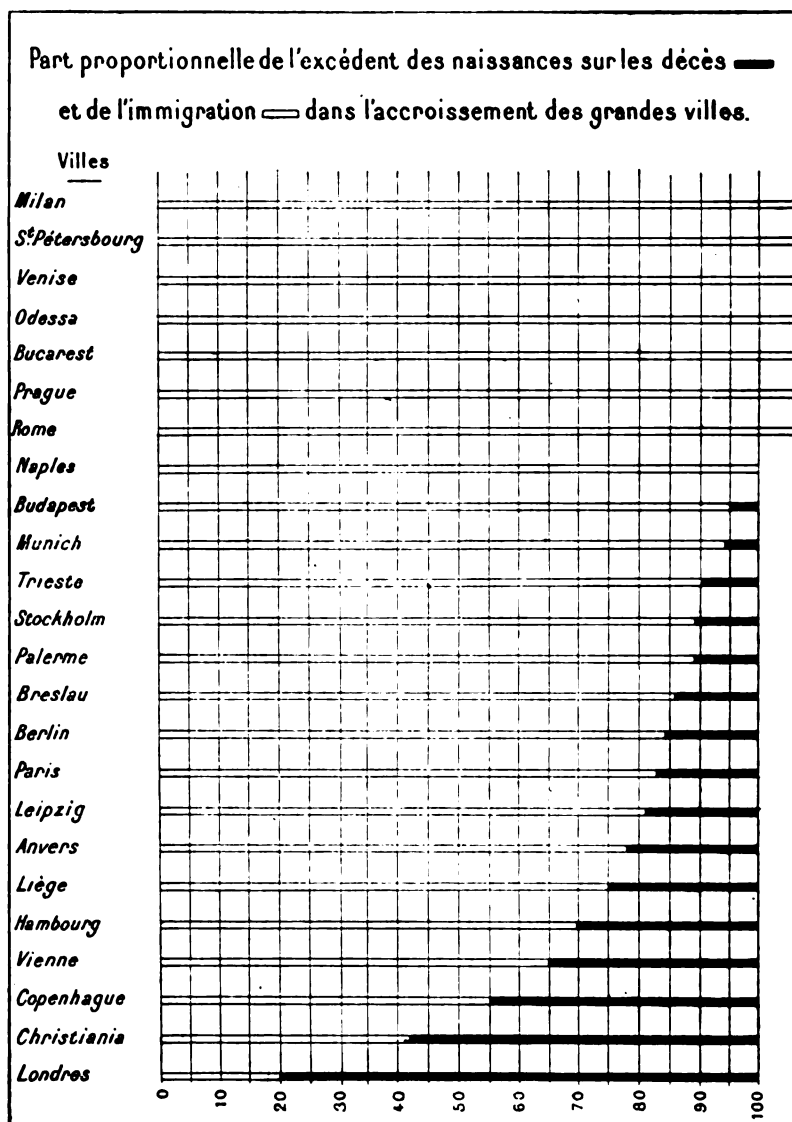 Part proportionnelle de l'excédent des naissances sur les décès
et de l'immigration dans l'accroissement des grandes villes.
Villes
Milan
St. Pétersbourg
Venise
Odessa
Bucarest
Prague
Rome
Naples
Budapest
Munich
Trieste
Stockholm
Palerme
Breslau
Berlin
Paris
Leipzig
Anvers
Liège
Hambourg
Vienne
Copenhague
Christiania
Londres
0 10 20 30 40 50 60 70 80 90 100